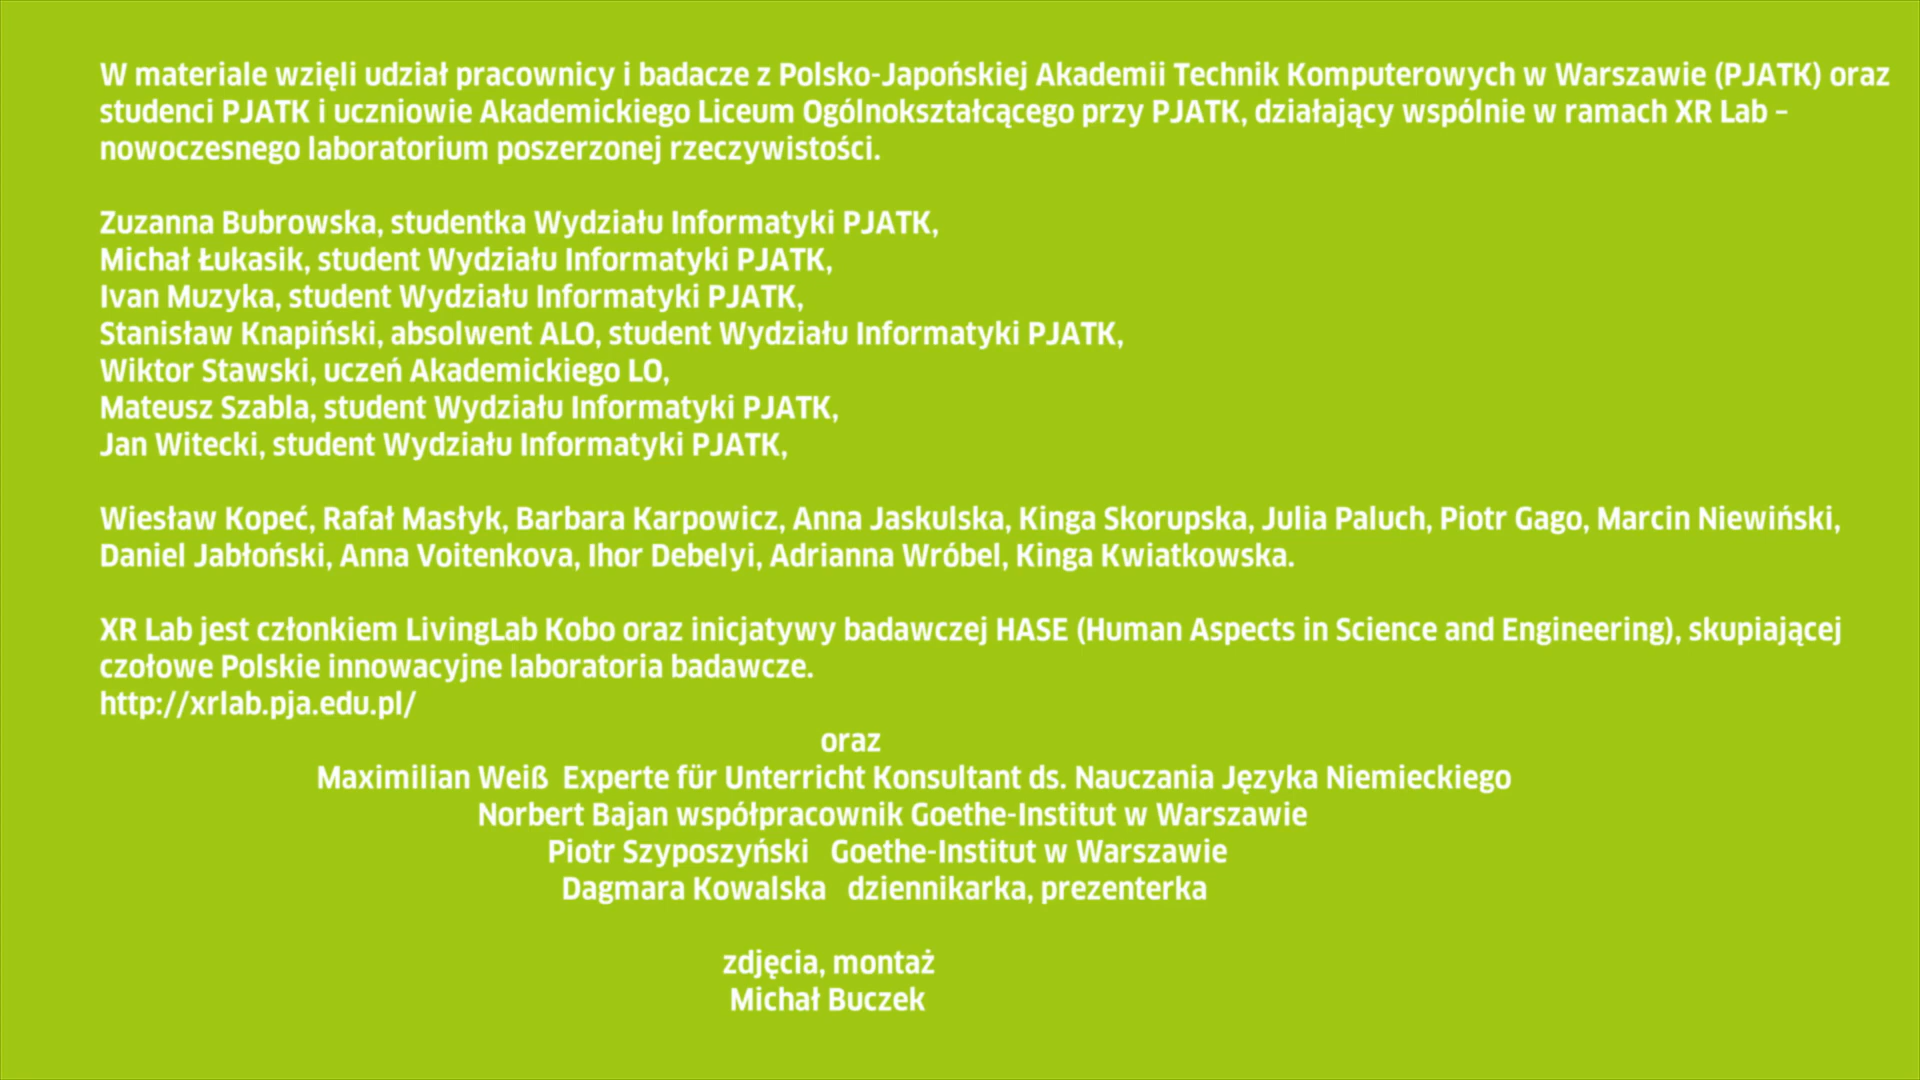 W materiale wzięli udział pracownicy i badacze z Polsko-Japońskiej Akademii Technik Komputerowych w Warszawie (PJATK) oraz
studenci PJATK i uczniowie Akademickiego Liceum Ogólnokształcącego przy PJATK, działający wspólnie w ramach XR Lab –
nowoczesnego laboratorium poszerzonej rzeczywistości.
Zuzanna Bubrowska, studentka Wydziału Informatyki PJATK,
Michał Łukasik, student Wydziału Informatyki PJATK,
Ivan Muzyka, student Wydziału Informatyki PJATK,
Stanisław Knapiński, absolwent ALO, student Wydziału Informatyki PJATK,
Wiktor Stawski, uczeń Akademickiego LO,
Mateusz Szabla, student Wydziału Informatyki PJATK,
Jan Witecki, student Wydziału Informatyki PJATK,
Wiesław Kopeć, Rafał Masłyk, Barbara Karpowicz, Anna Jaskulska, Kinga Skorupska, Julia Paluch, Piotr Gago, Marcin Niewiński,
Daniel Jabłoński, Anna Voitenkova, Ihor Debelyi, Adrianna Wróbel, Kinga Kwiatkowska.
XR Lab jest członkiem LivingLab Kobo oraz inicjatywy badawczej HASE (Human Aspects in Science and Engineering), skupiającej
czołowe Polskie innowacyjne laboratoria badawcze.
http://xrlab.pja.edu.pl/
oraz
Maximilian Weiß Experte für Unterricht Konsultant ds. Nauczania Języka Niemieckiego
Norbert Bajan współpracownik Goethe-Institut w Warszawie
Piotr Szyposzyński Goethe-Institut w Warszawie
Dagmara Kowalska dziennikarka, prezenterka
zdjęcia, montaż
Michał Buczek